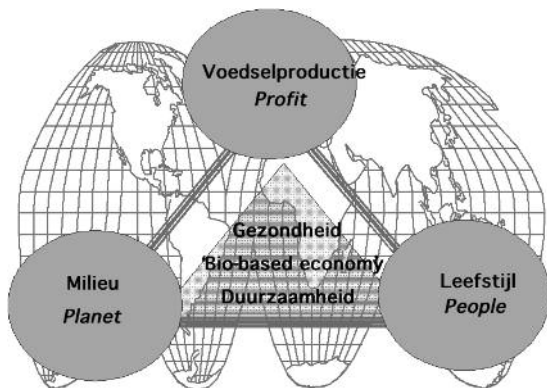 Voedselproductie
Profit
Gezondheid
Bio-based economy
Duurzaamheid
Milieu
Planet
Leefstijl
People